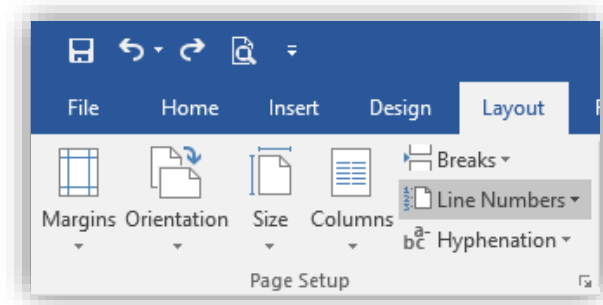 File Home Insert Design Layout
Breaks
Line Numbers
Margins Orientation Size Columns
Hyphenation
Page Setup